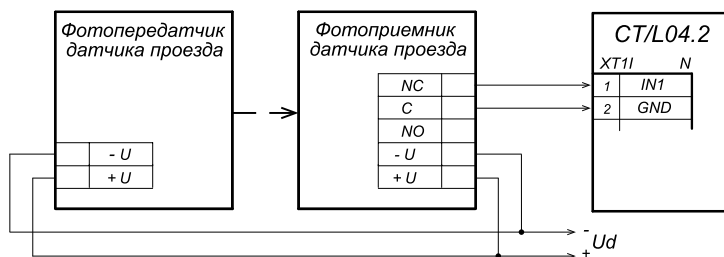 Фотопередатчик
датчика проезда
- U
+ U
Фотоприемник
датчика проезда
NC
C
NO
- U
+ U
CT/L04.2
XT1I N
1 IN1
2 GND
-
Ud
+